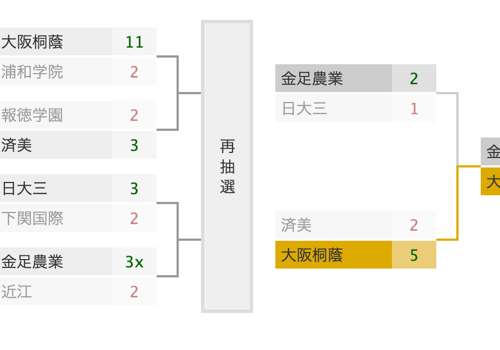 大阪桐蔭 11
浦和学院 2
報徳学園 2
済美 3
日大三 3
下関国際 2
金足農業 3x
近江 2
再抽選
金足農業 2
日大三 1
済美 2
大阪桐蔭 5
金
大